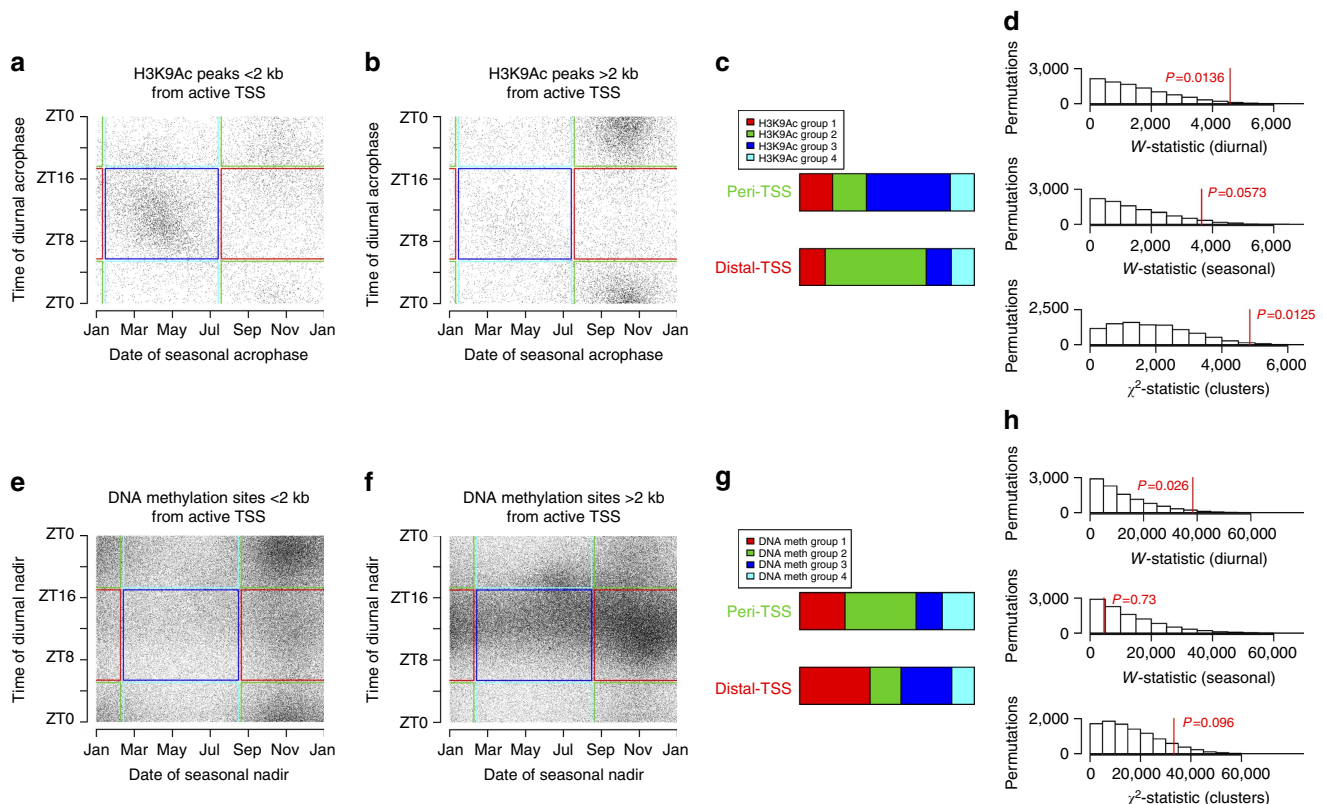 a
H3K9Ac peaks <2 kb
from active TSS
Time of diurnal acrophase
ZT0
ZT16
ZT8
ZT0
Jan Mar May Jul Sep Nov Jan
Date of seasonal acrophase
b
H3K9Ac peaks >2 kb
from active TSS
Time of diurnal acrophase
ZT0
ZT16
ZT8
ZT0
Jan Mar May Jul Sep Nov Jan
Date of seasonal acrophase
c
H3K9Ac group 1
H3K9Ac group 2
H3K9Ac group 3
H3K9Ac group 4
Peri-TSS
Distal-TSS
d
Permutations
3,000
0
P=0.0136
0 2,000 4,000 6,000
W-statistic (diurnal)
Permutations
3,000
0
P=0.0573
0 2,000 4,000 6,000
W-statistic (seasonal)
Permutations
2,500
0
P=0.0125
0 2,000 4,000 6,000
χ²-statistic (clusters)
e
DNA methylation sites <2 kb
from active TSS
Time of diurnal nadir
ZT0
ZT16
ZT8
ZT0
Jan Mar May Jul Sep Nov Jan
Date of seasonal nadir
f
DNA methylation sites >2 kb
from active TSS
Time of diurnal nadir
ZT0
ZT16
ZT8
ZT0
Jan Mar May Jul Sep Nov Jan
Date of seasonal nadir
g
DNA meth group 1
DNA meth group 2
DNA meth group 3
DNA meth group 4
Peri-TSS
Distal-TSS
h
Permutations
3,000
0
P=0.026
0 20,000 40,000 60,000
W-statistic (diurnal)
Permutations
3,000
0
P=0.73
0 20,000 40,000 60,000
W-statistic (seasonal)
Permutations
2,000
0
P=0.096
0 20,000 40,000 60,000
χ²-statistic (clusters)